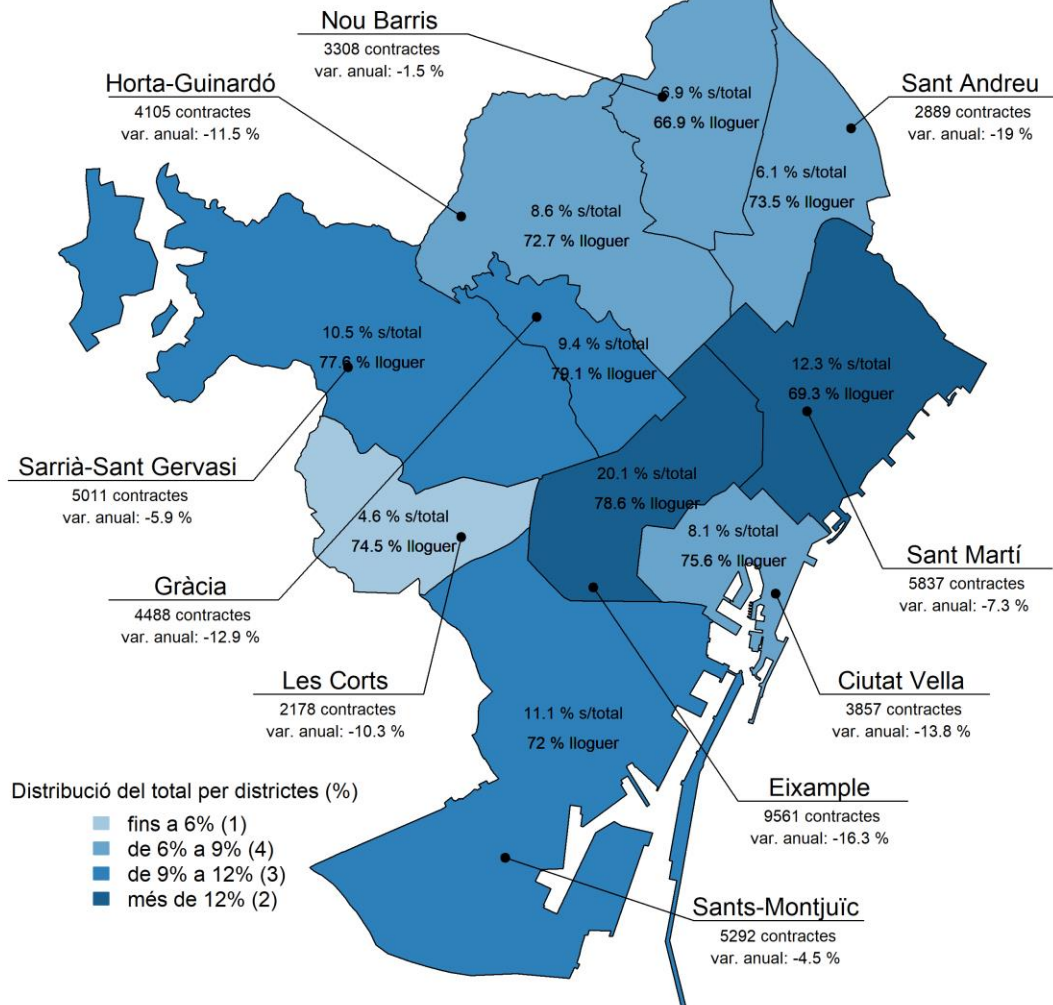 Nou Barris
3308 contractes
var. anual: -1.5 %
Horta-Guinardó
4105 contractes
var. anual: -11.5 %
Sant Andreu
2889 contractes
var. anual: -19 %
6.9 % s/total
66.9 % lloguer
6.1 % s/total
73.5 % lloguer
8.6 % s/total
72.7 % lloguer
10.5 % s/total
77.6 % lloguer
9.4 % s/total
79.1 % lloguer
12.3 % s/total
69.3 % lloguer
Sarrià-Sant Gervasi
5011 contractes
var. anual: -5.9 %
20.1 % s/total
78.6 % lloguer
4.6 % s/total
74.5 % lloguer
8.1 % s/total
75.6 % lloguer
Sant Martí
5837 contractes
var. anual: -7.3 %
Gràcia
4488 contractes
var. anual: -12.9 %
Les Corts
2178 contractes
var. anual: -10.3 %
Ciutat Vella
3857 contractes
var. anual: -13.8 %
11.1 % s/total
72 % lloguer
Eixample
9561 contractes
var. anual: -16.3 %
Distribució del total per districtes (%)
fins a 6% (1)
de 6% a 9% (4)
de 9% a 12% (3)
més de 12% (2)
Sants-Montjuïc
5292 contractes
var. anual: -4.5 %